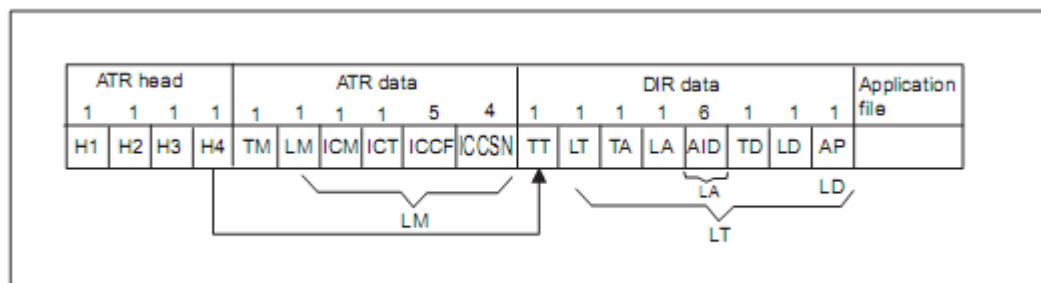 ATR head ATR data DIR data Application file
1 1 1 1 1 1 1 1 5 4 1 1 1 1 6 1 1 1
H1 H2 H3 H4 TM LM ICM ICT ICCF ICCSN TT LT TA LA AID TD LD AP
LA LD
LM LT